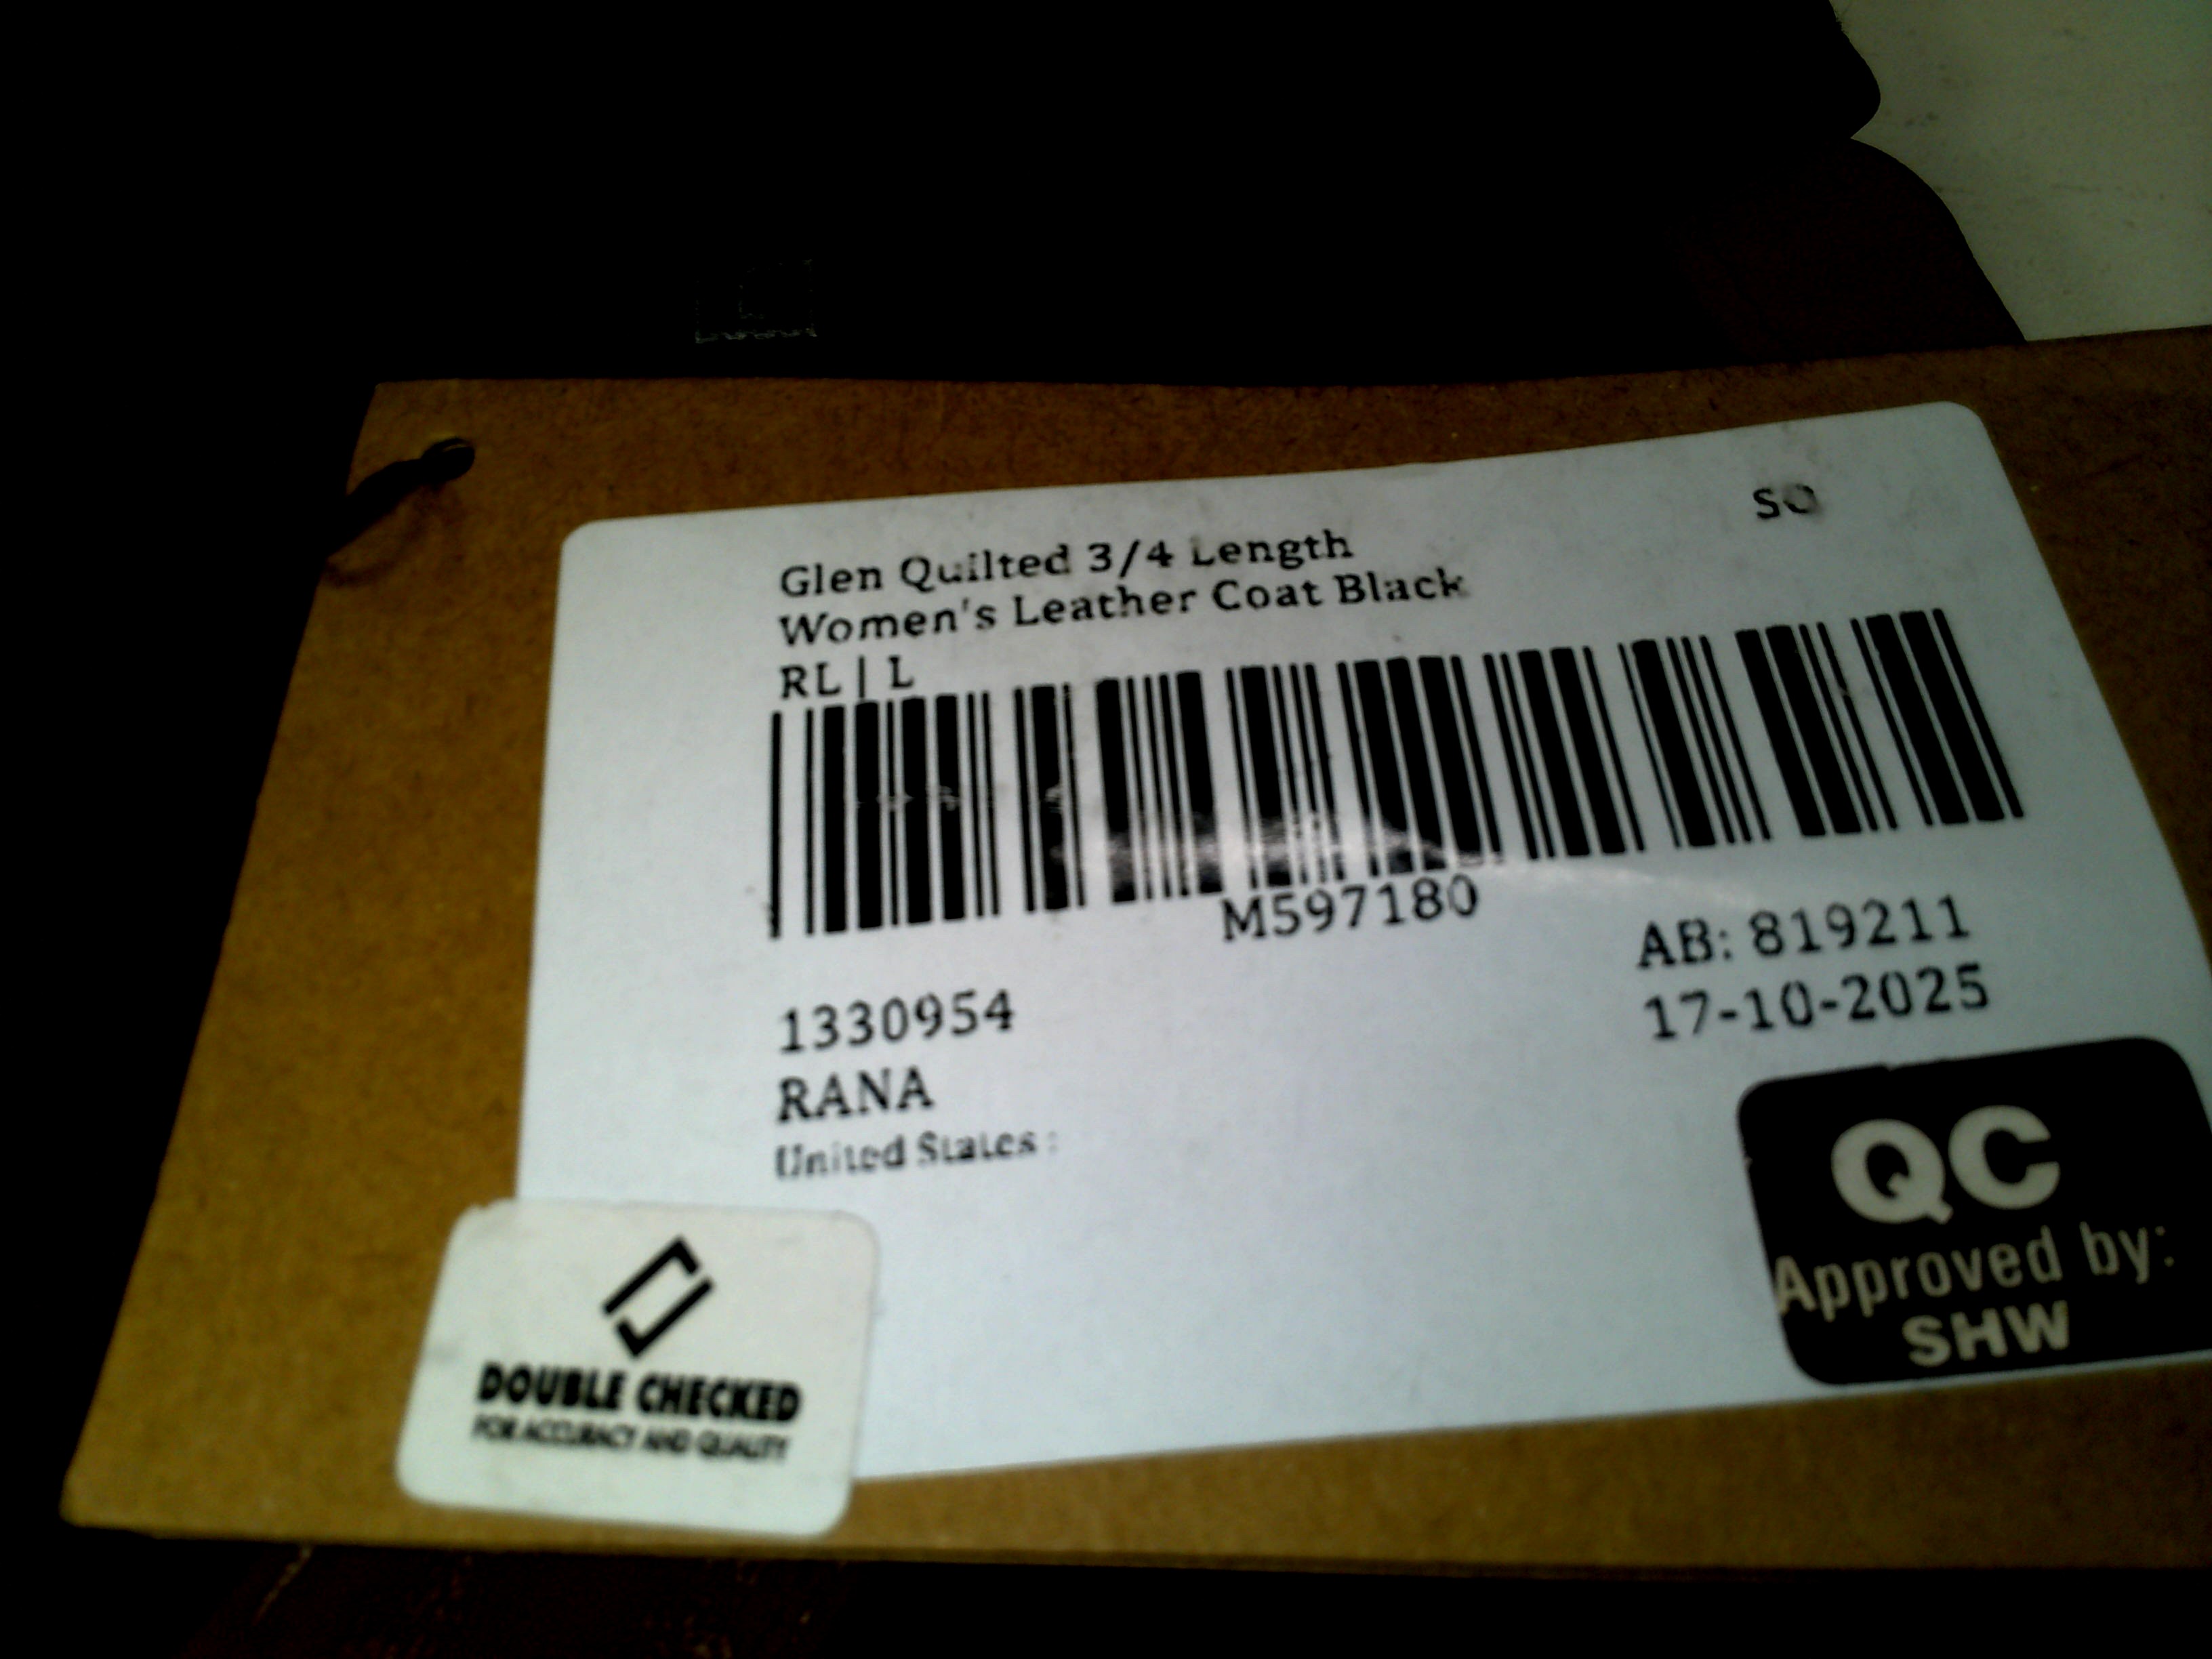 SO
Glen Quilted 3/4 Length
Women's Leather Coat Black
RL | L
M597180
AB: 819211
1330954
17-10-2025
RANA
United States :
QC
Approved by:
SHW
DOUBLE CHECKED
FOR ACCURACY AND QUALITY